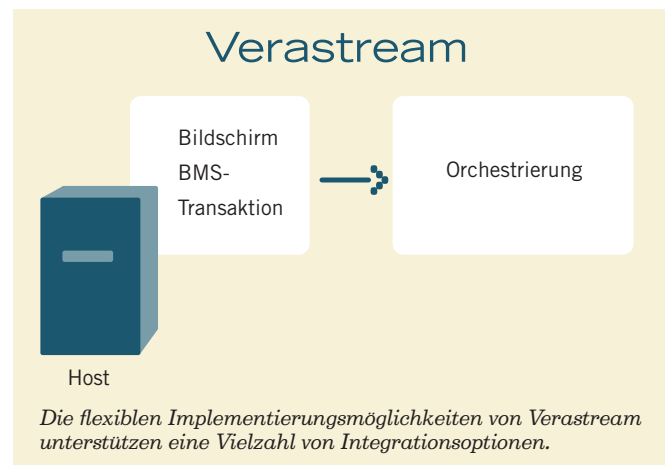 Verastream
Bildschirm
BMS-
Transaktion
Orchestrierung
Host
Die flexiblen Implementierungsmöglichkeiten von Verastream
unterstützen eine Vielzahl von Integrationsoptionen.